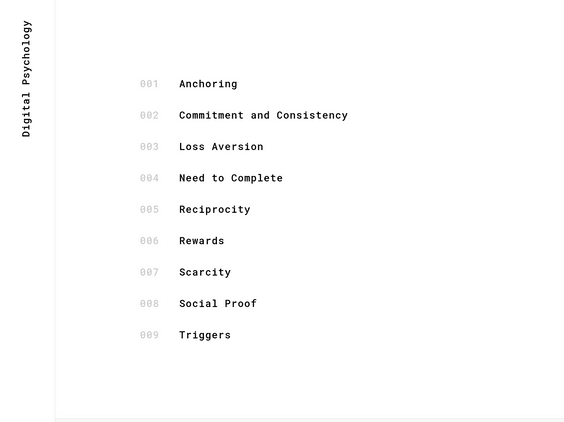 Digital Psychology
001 Anchoring
002 Commitment and Consistency
003 Loss Aversion
004 Need to Complete
005 Reciprocity
006 Rewards
007 Scarcity
008 Social Proof
009 Triggers